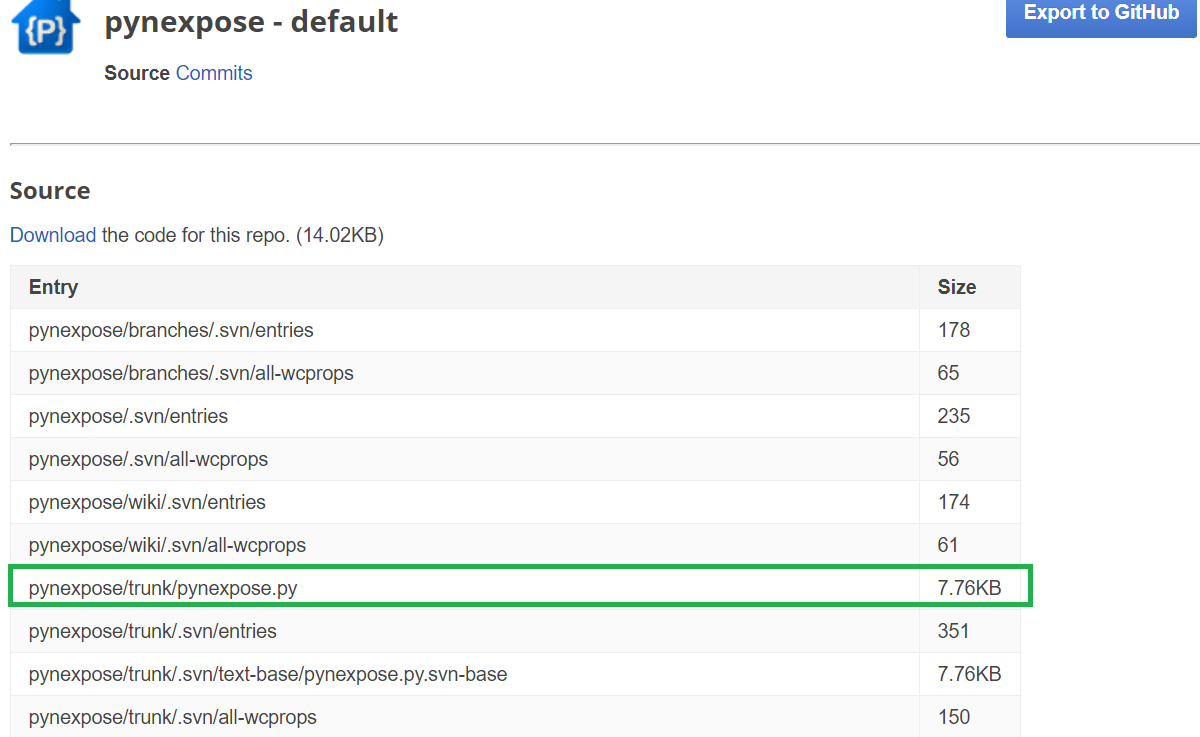 {P}
pynexpose - default
Export to GitHub
Source Commits
Source
Download the code for this repo. (14.02KB)
Entry Size
pynexpose/branches/.svn/entries 178
pynexpose/branches/.svn/all-wcprops 65
pynexpose/.svn/entries 235
pynexpose/.svn/all-wcprops 56
pynexpose/wiki/.svn/entries 174
pynexpose/wiki/.svn/all-wcprops 61
pynexpose/trunk/pynexpose.py 7.76KB
pynexpose/trunk/.svn/entries 351
pynexpose/trunk/.svn/text-base/pynexpose.py.svn-base 7.76KB
pynexpose/trunk/.svn/all-wcprops 150